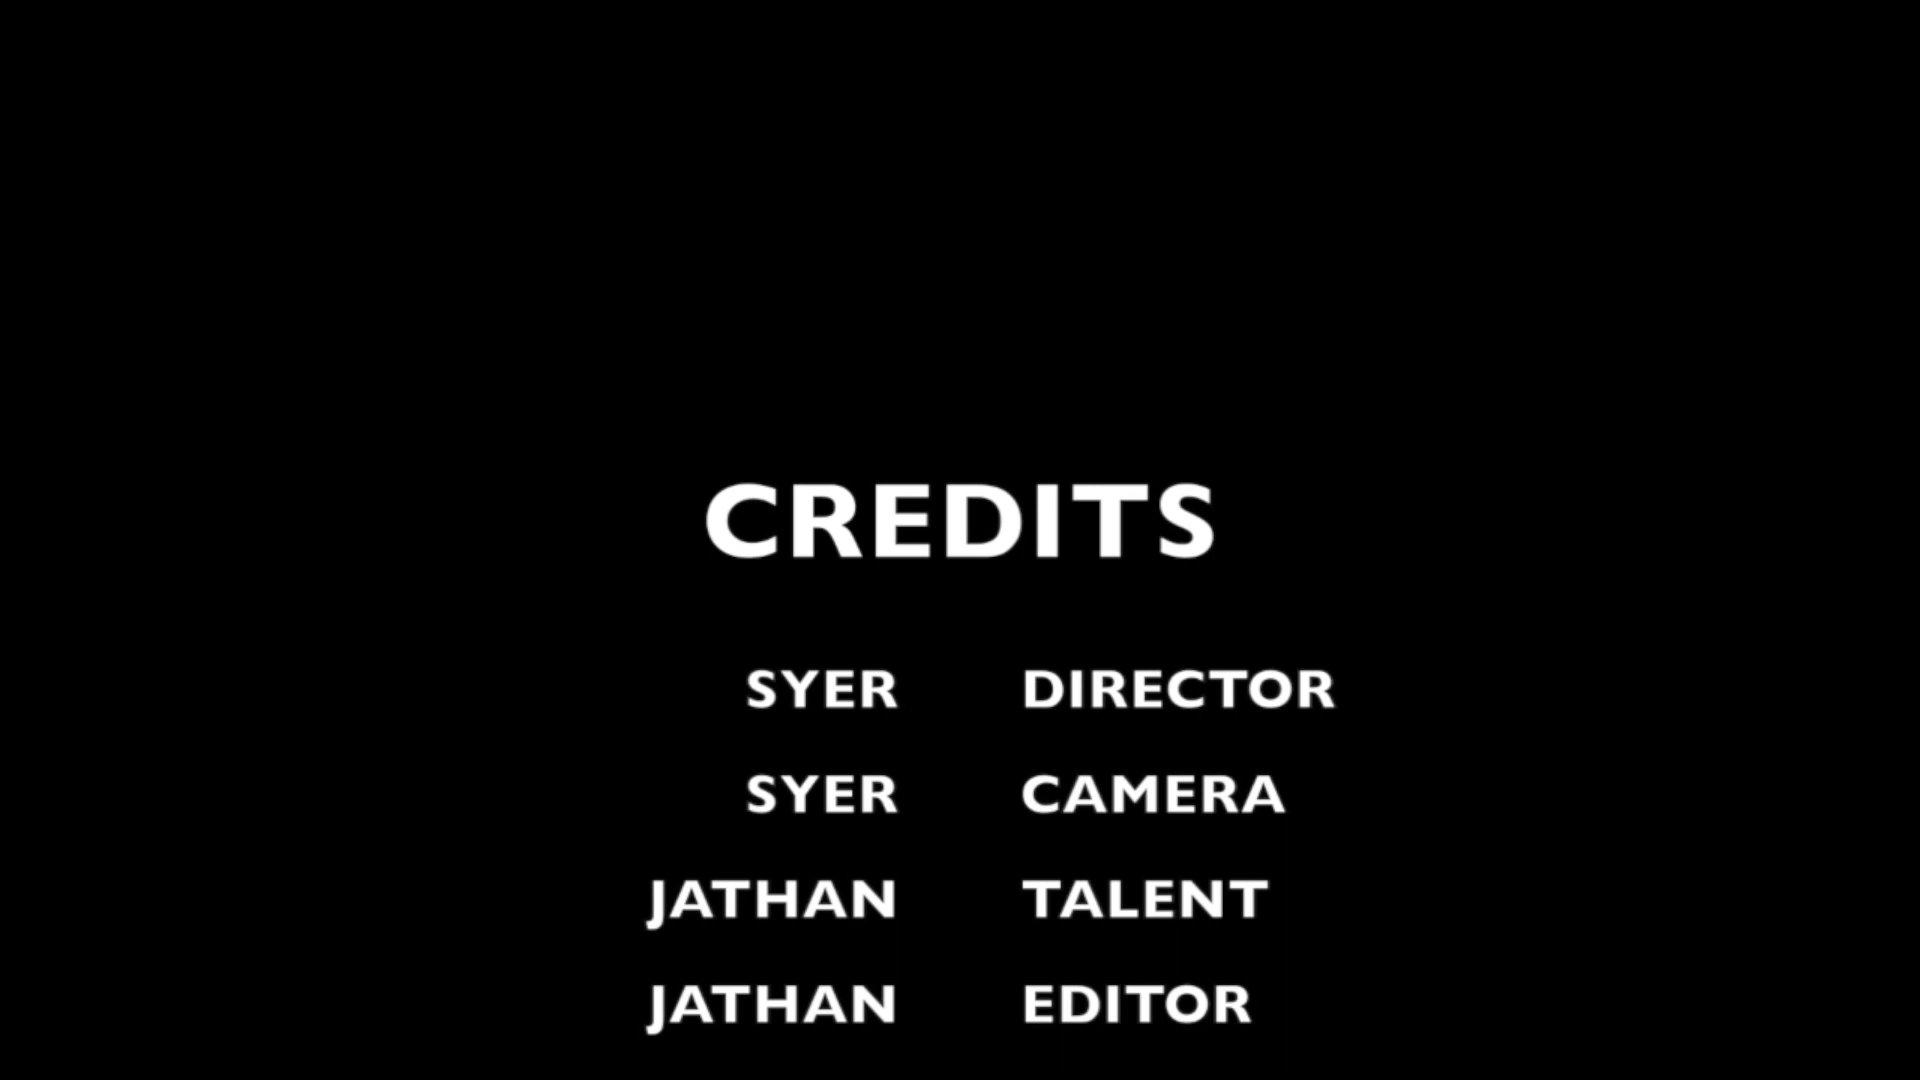 CREDITS
SYER DIRECTOR
SYER CAMERA
JATHAN TALENT
JATHAN EDITOR